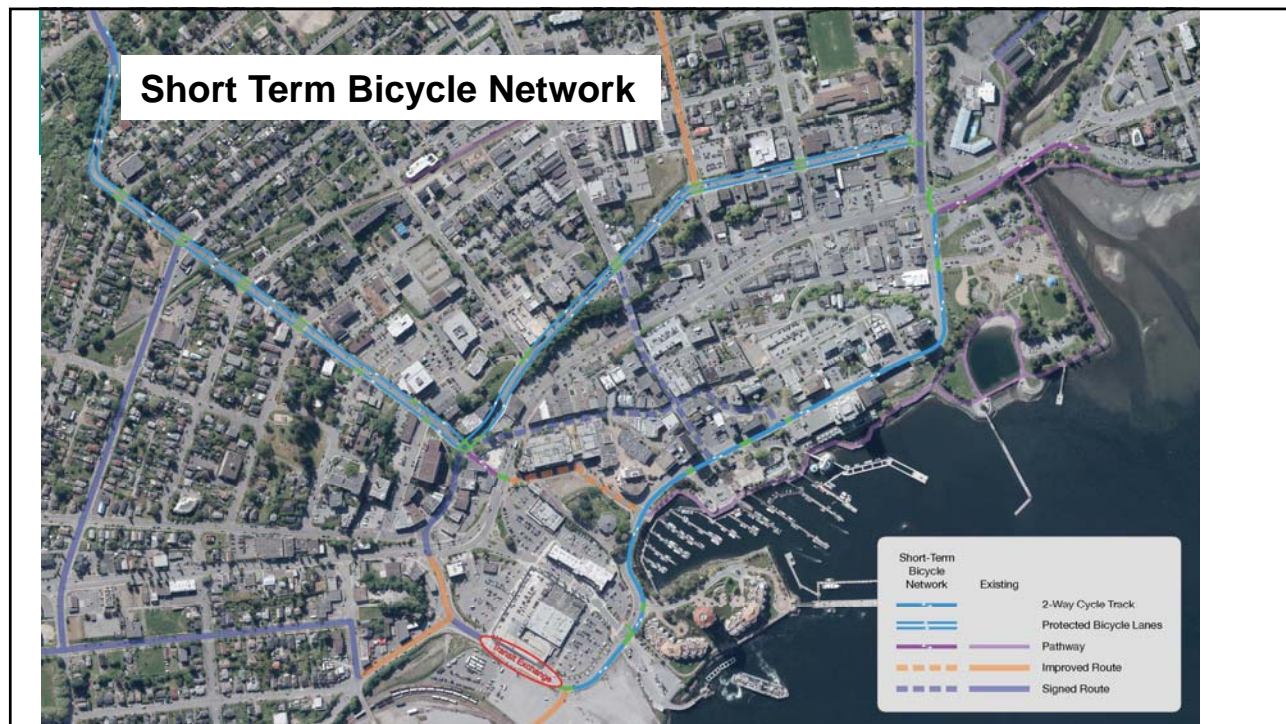 Short Term Bicycle Network
Transit Exchange
Short-Term
Bicycle
Network
Existing
2-Way Cycle Track
Protected Bicycle Lanes
Pathway
Improved Route
Signed Route